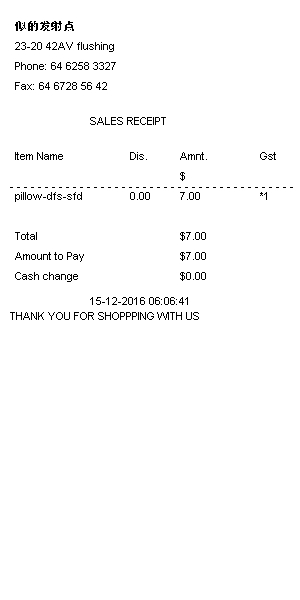 似的发射点
23-20 42AV flushing
Phone: 64 6258 3327
Fax: 64 6728 56 42
SALES RECEIPT
Item Name Dis. Amnt. Gst
$
pillow-dfs-sfd 0.00 7.00 *1
Total $7.00
Amount to Pay $7.00
Cash change $0.00
15-12-2016 06:06:41
THANK YOU FOR SHOPPPING WITH US